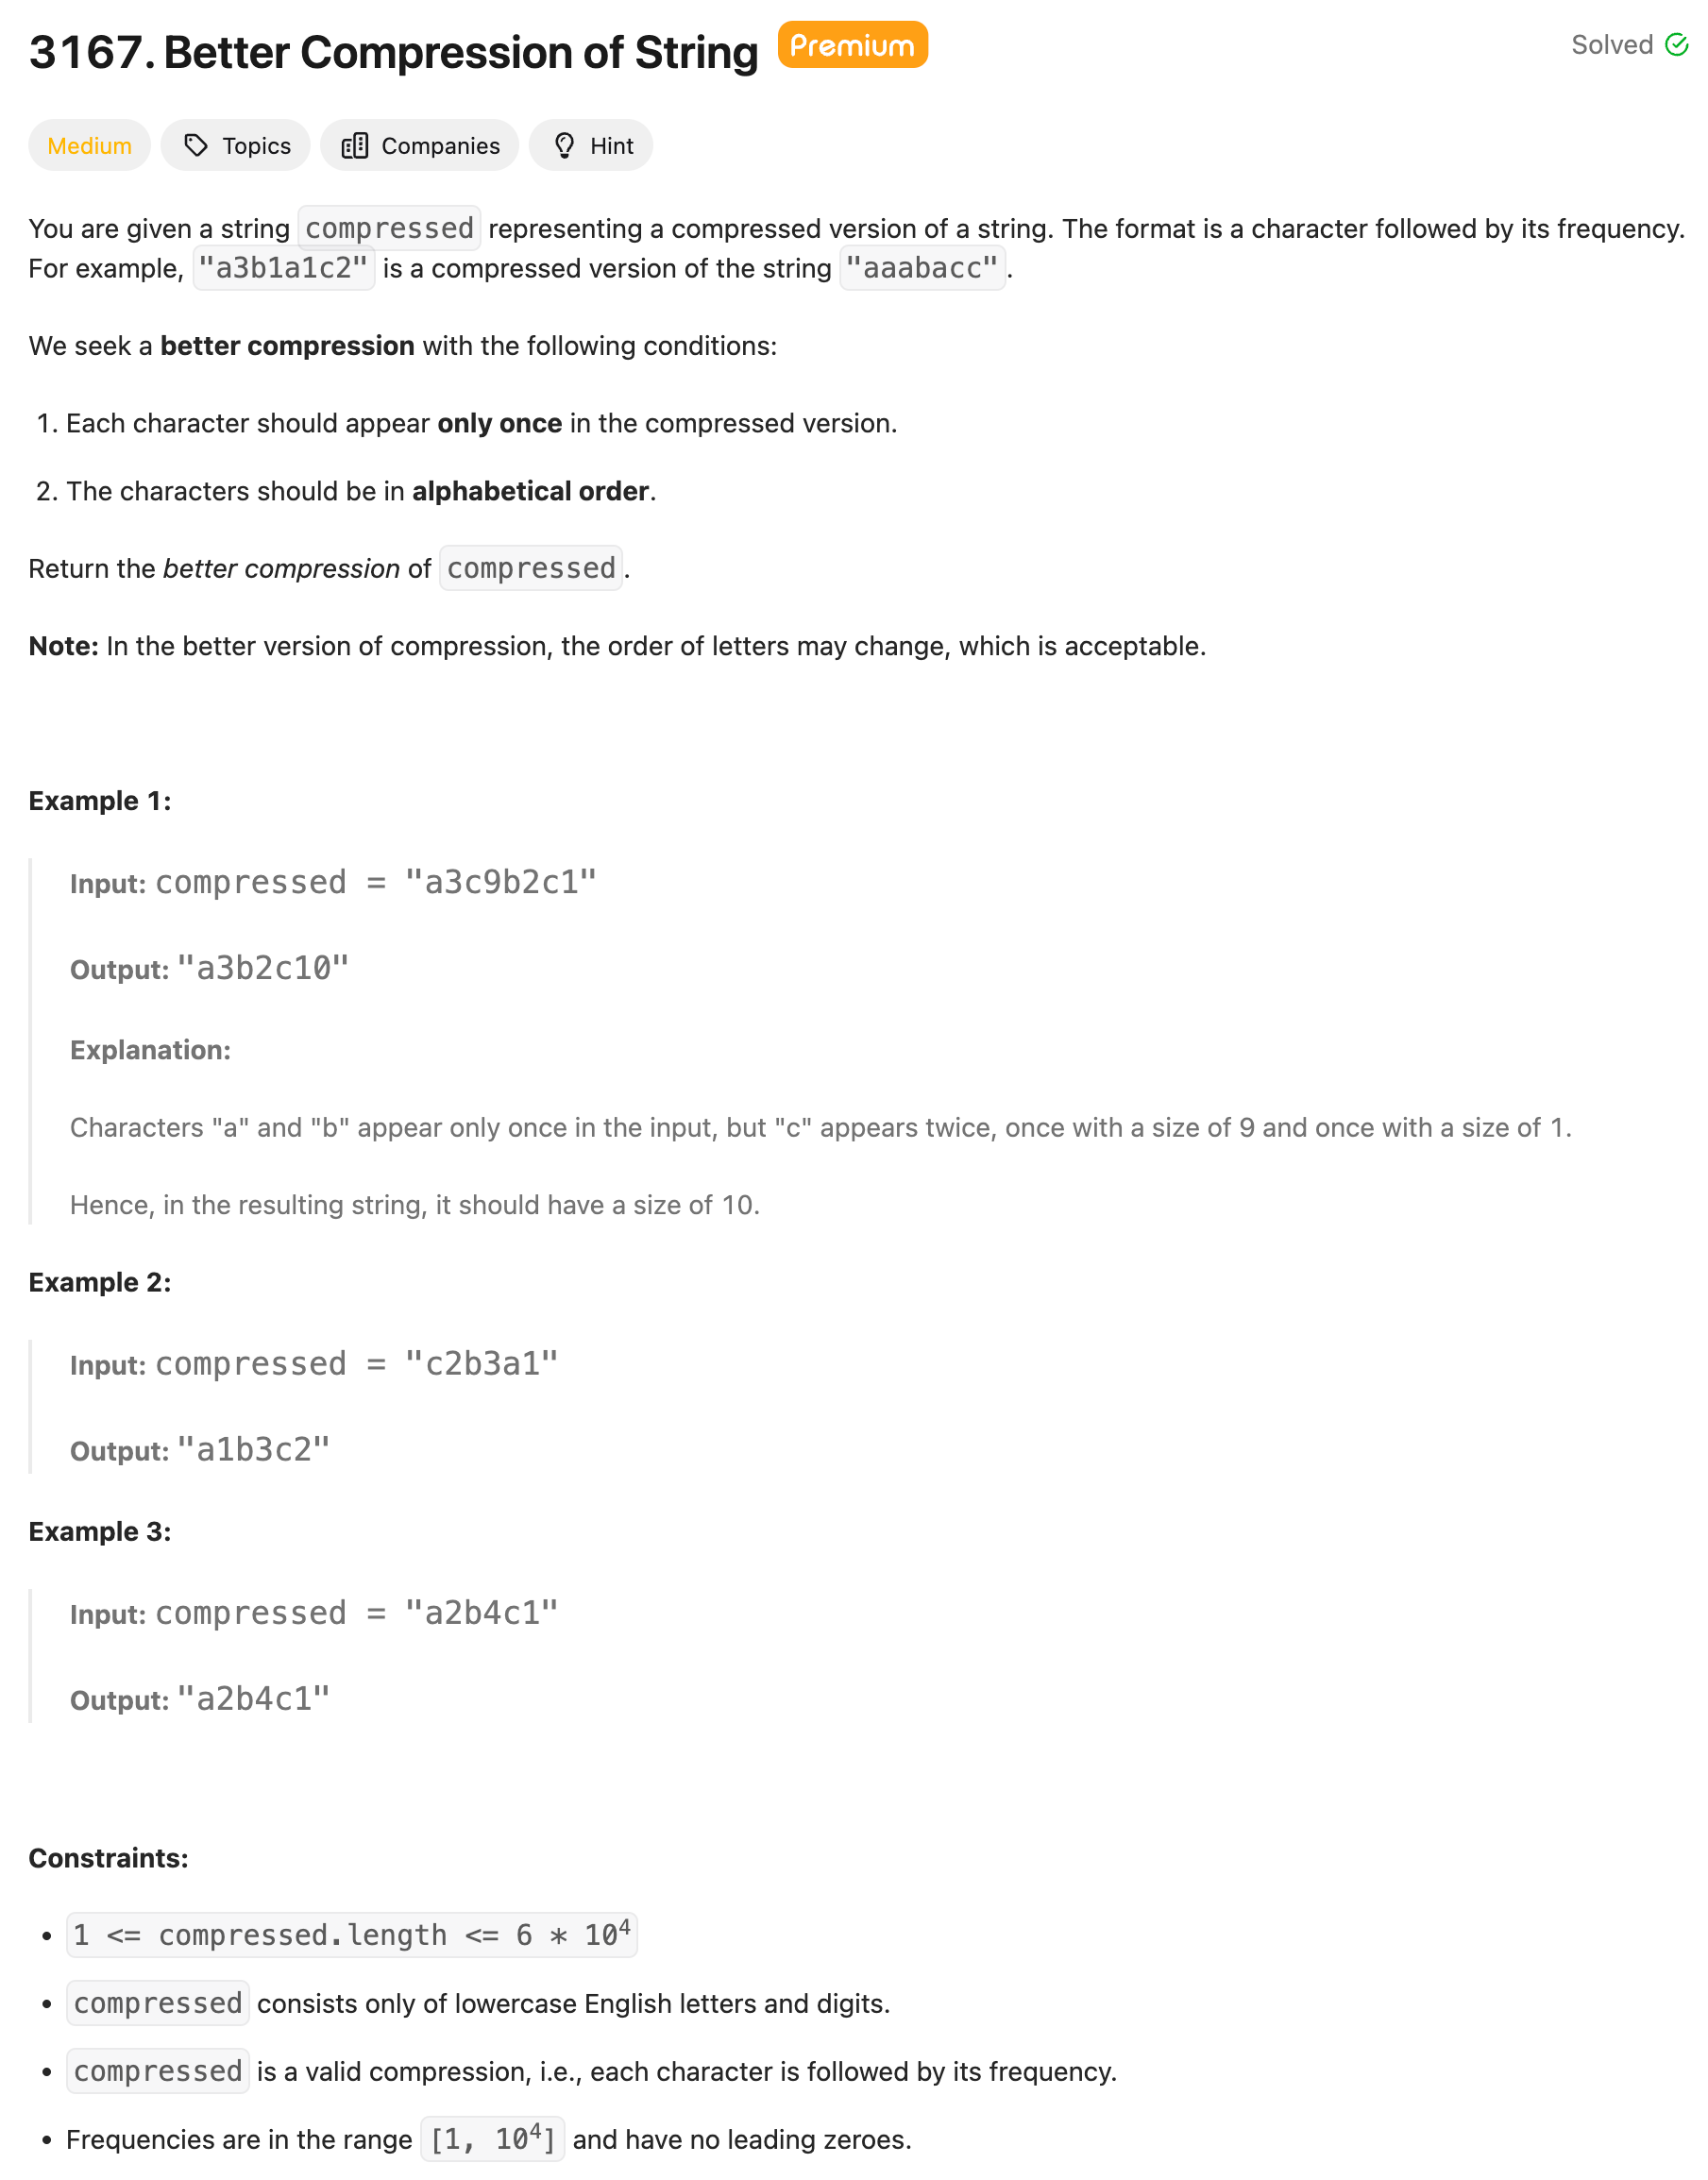 3167. Better Compression of String Premium Solved
Medium Topics Companies Hint
You are given a string compressed representing a compressed version of a string. The format is a character followed by its frequency.
For example, "a3b1a1c2" is a compressed version of the string "aaabacc".
We seek a better compression with the following conditions:
1. Each character should appear only once in the compressed version.
2. The characters should be in alphabetical order.
Return the better compression of compressed.
Note: In the better version of compression, the order of letters may change, which is acceptable.
Example 1:
Input: compressed = "a3c9b2c1"
Output: "a3b2c10"
Explanation:
Characters "a" and "b" appear only once in the input, but "c" appears twice, once with a size of 9 and once with a size of 1.
Hence, in the resulting string, it should have a size of 10.
Example 2:
Input: compressed = "c2b3a1"
Output: "a1b3c2"
Example 3:
Input: compressed = "a2b4c1"
Output: "a2b4c1"
Constraints:
• 1 <= compressed.length <= 6 * 10⁴
• compressed consists only of lowercase English letters and digits.
• compressed is a valid compression, i.e., each character is followed by its frequency.
• Frequencies are in the range [1, 10⁴] and have no leading zeroes.